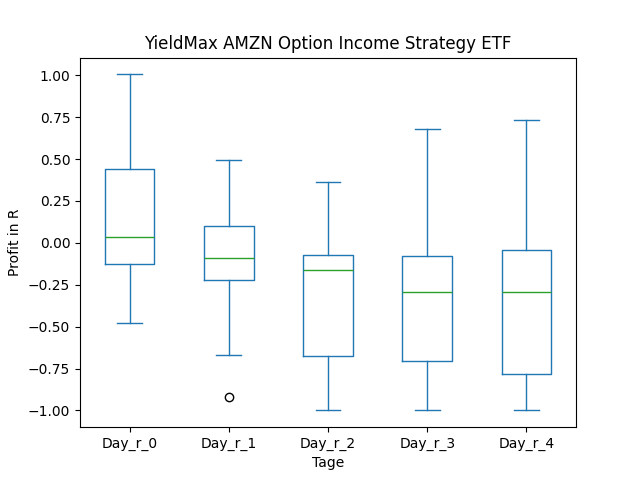 YieldMax AMZN Option Income Strategy ETF
1.00
0.75
0.50
0.25
0.00
−0.25
−0.50
−0.75
−1.00
Profit in R
Day_r_0 Day_r_1 Day_r_2 Day_r_3 Day_r_4
Tage